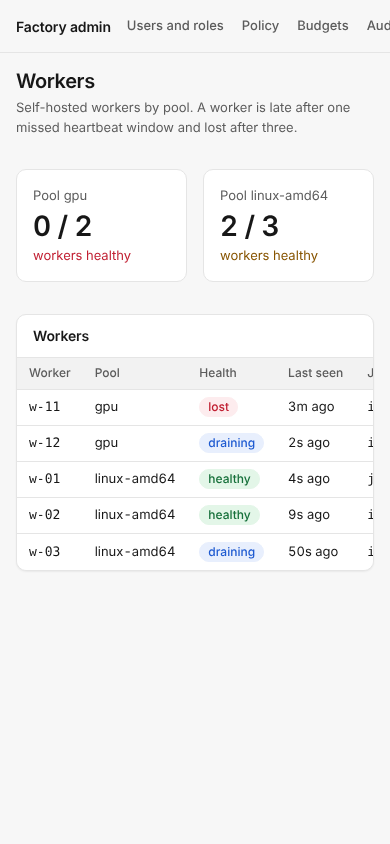 Factory admin Users and roles Policy Budgets
Workers
Self-hosted workers by pool. A worker is late after one
missed heartbeat window and lost after three.
Pool gpu
0 / 2
workers healthy
Pool linux-amd64
2 / 3
workers healthy
Workers
Worker Pool Health Last seen
w-11 gpu lost 3m ago
w-12 gpu draining 2s ago
w-01 linux-amd64 healthy 4s ago
w-02 linux-amd64 healthy 9s ago
w-03 linux-amd64 draining 50s ago